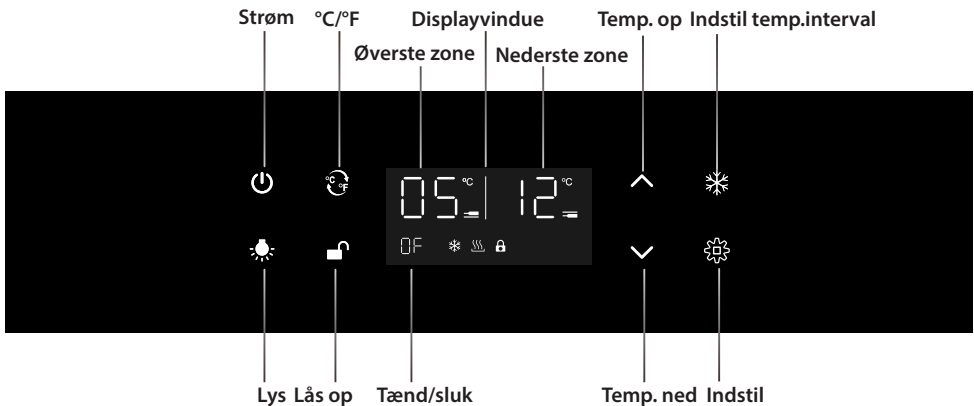 Strøm °C/°F Displayvindue Temp. op Indstil temp.interval
Øverste zone Nederste zone
°C °F 05 °C 12 °C
0F
Lys Lås op Tænd/sluk Temp. ned Indstil